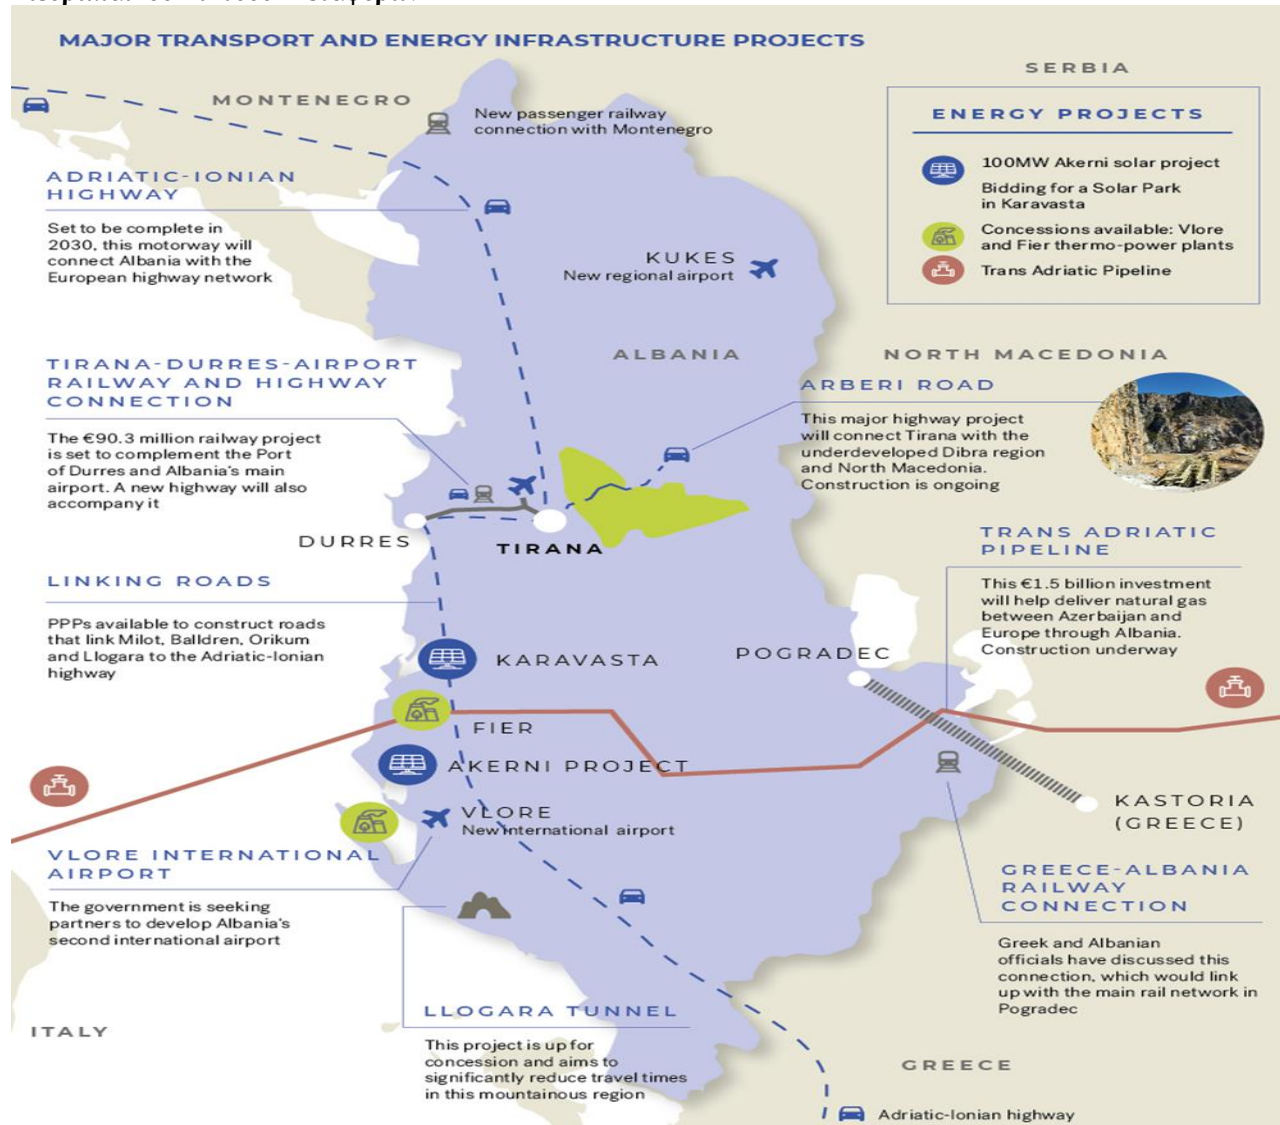 MAJOR TRANSPORT AND ENERGY INFRASTRUCTURE PROJECTS
SERBIA
MONTENEGRO
New passenger railway
connection with Montenegro
ENERGY PROJECTS
100MW Akerni solar project
Bidding for a Solar Park
in Karavasta
Concessions available: Vlore
and Fier thermo-power plants
Trans Adriatic Pipeline
ADRIATIC-IONIAN
HIGHWAY
Set to be complete in
2030, this motorway will
connect Albania with the
European highway network
KUKES
New regional airport
ALBANIA
NORTH MACEDONIA
TIRANA-DURRES-AIRPORT
RAILWAY AND HIGHWAY
CONNECTION
The €90.3 million railway project
is set to complement the Port
of Durres and Albania's main
airport. A new highway will also
accompany it
ARBERI ROAD
This major highway project
will connect Tirana with the
underdeveloped Dibra region
and North Macedonia.
Construction is ongoing
DURRES
TIRANA
TRANS ADRIATIC
PIPELINE
This €1.5 billion investment
will help deliver natural gas
between Azerbaijan and
Europe through Albania.
Construction underway
LINKING ROADS
PPPs available to construct roads
that link Milot, Balldren, Orikum
and Llogara to the Adriatic-Ionian
highway
KARAVASTA
POGRADEC
FIER
AKERNI PROJECT
VLORE
New international airport
KASTORIA
(GREECE)
VLORE INTERNATIONAL
AIRPORT
The government is seeking
partners to develop Albania's
second international airport
GREECE-ALBANIA
RAILWAY
CONNECTION
Greek and Albanian
officials have discussed this
connection, which would link
up with the main rail network in
Pogradec
LLOGARA TUNNEL
This project is up for
concession and aims to
significantly reduce travel times
in this mountainous region
ITALY
GREECE
Adriatic-Ionian highway